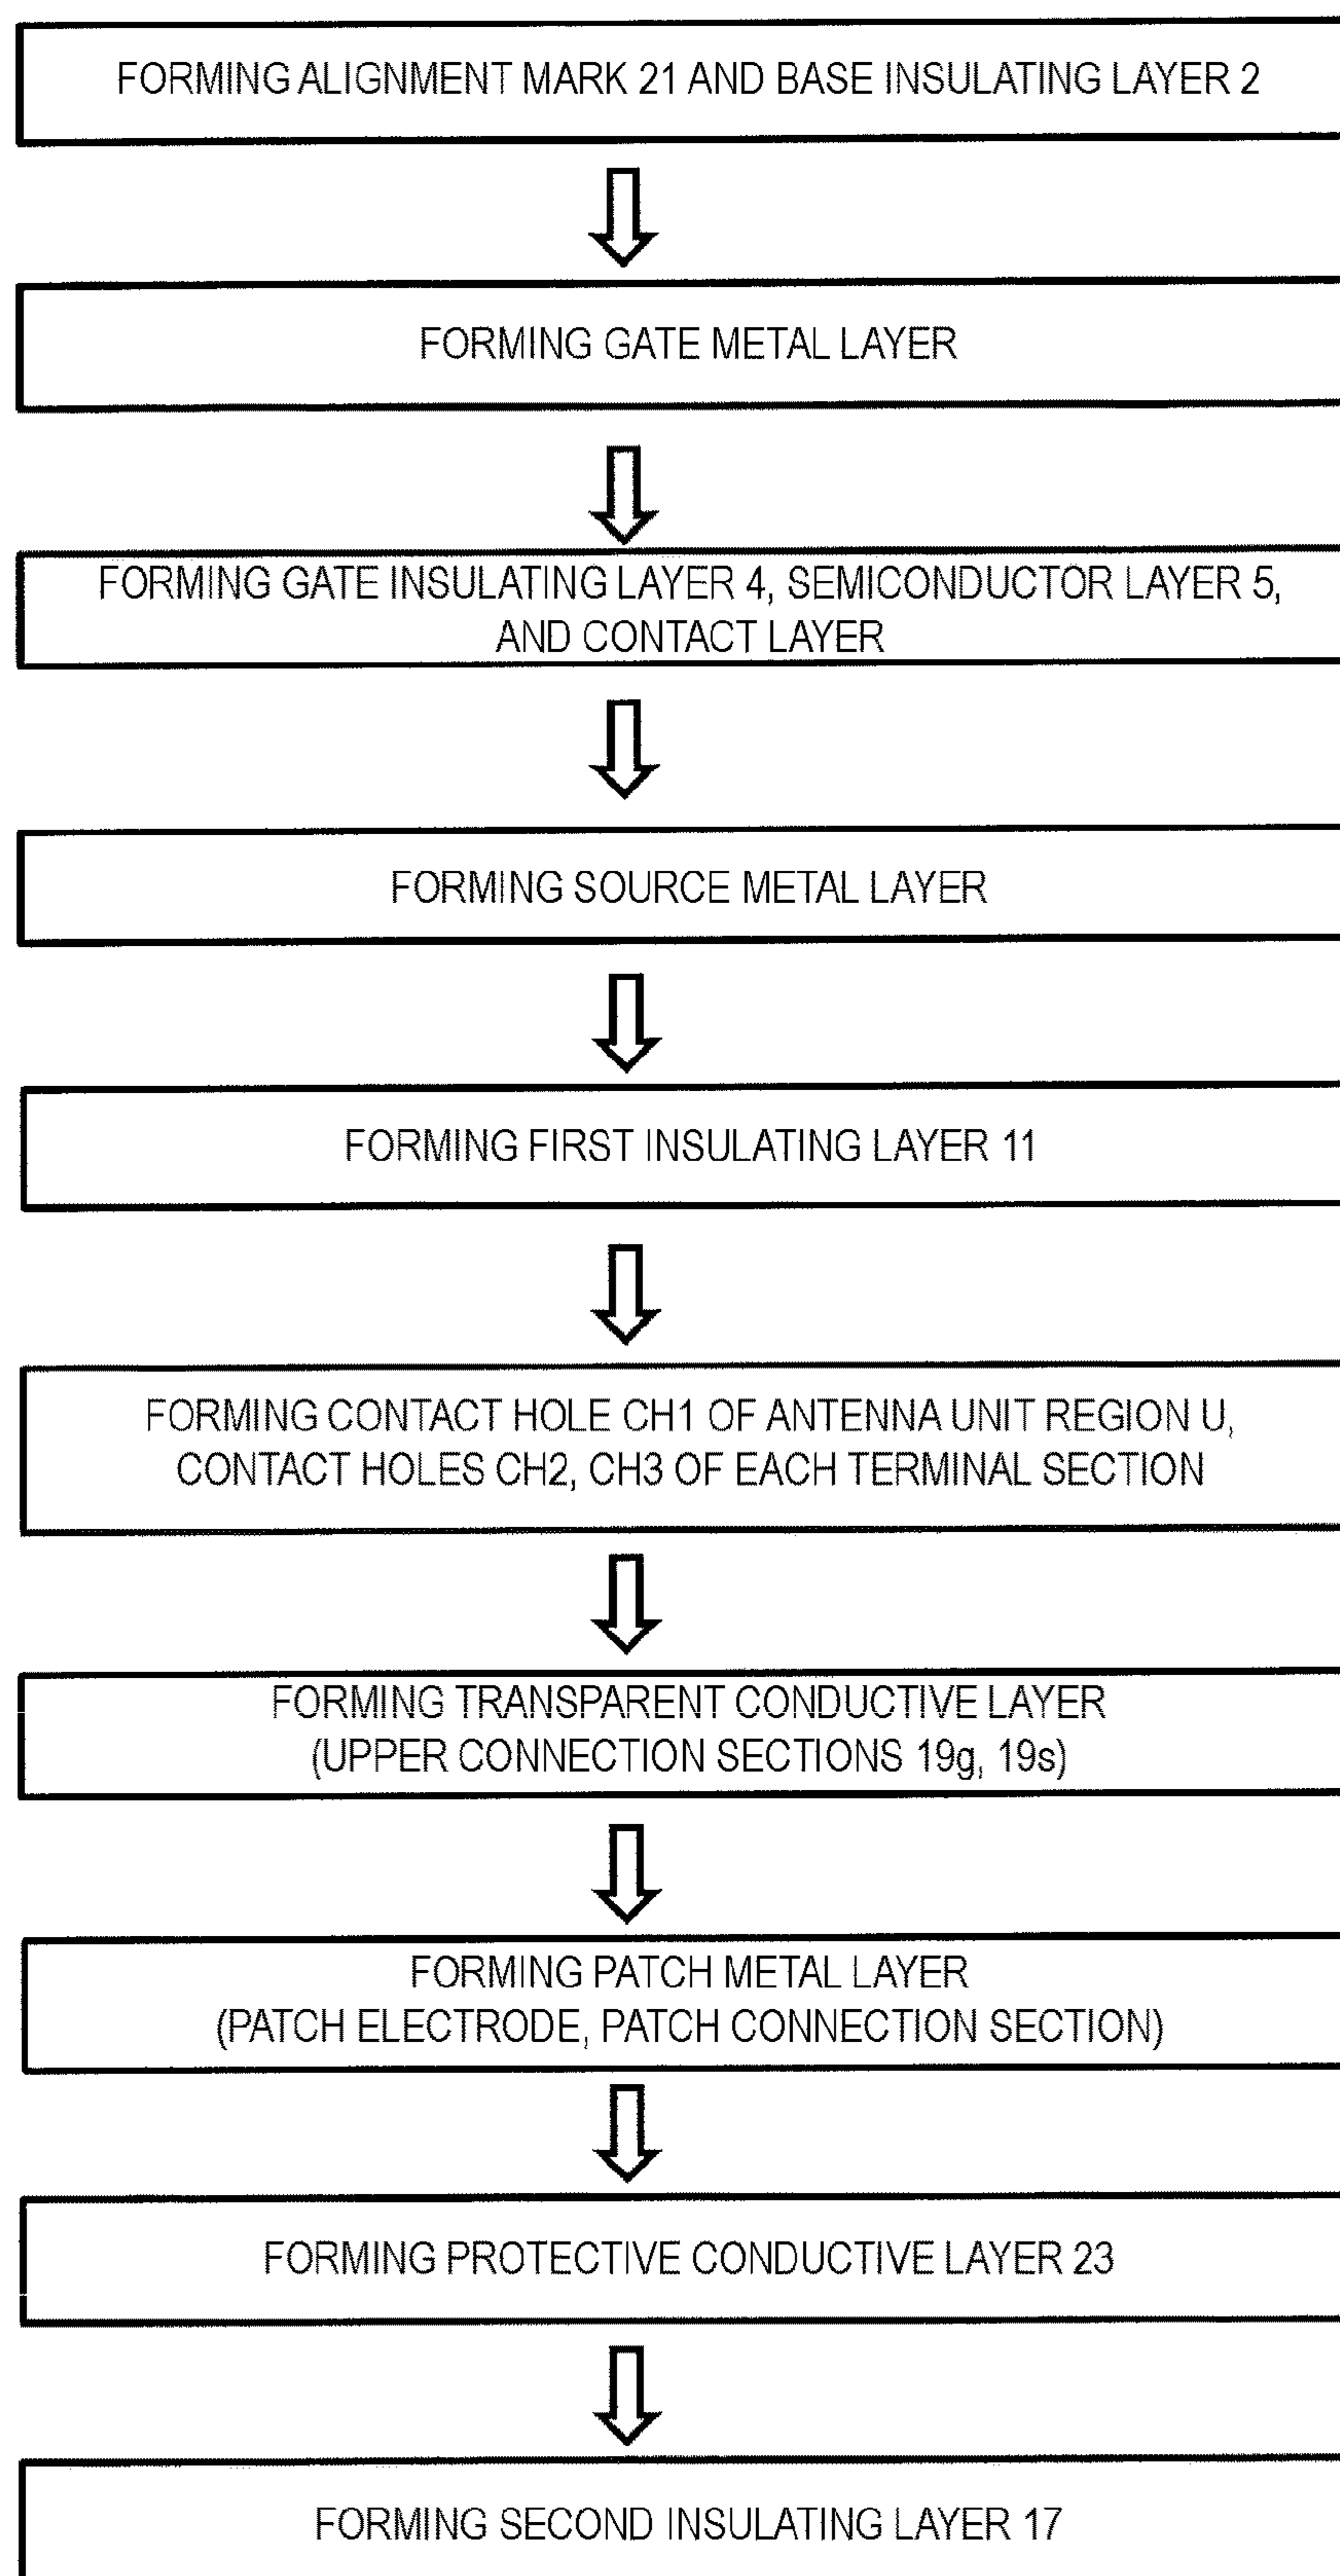 FORMING ALIGNMENT MARK 21 AND BASE INSULATING LAYER 2
FORMING GATE METAL LAYER
FORMING GATE INSULATING LAYER 4, SEMICONDUCTOR LAYER 5,
AND CONTACT LAYER
FORMING SOURCE METAL LAYER
FORMING FIRST INSULATING LAYER 11
FORMING CONTACT HOLE CH1 OF ANTENNA UNIT REGION U,
CONTACT HOLES CH2, CH3 OF EACH TERMINAL SECTION
FORMING TRANSPARENT CONDUCTIVE LAYER
(UPPER CONNECTION SECTIONS 19g, 19s)
FORMING PATCH METAL LAYER
(PATCH ELECTRODE, PATCH CONNECTION SECTION)
FORMING PROTECTIVE CONDUCTIVE LAYER 23
FORMING SECOND INSULATING LAYER 17